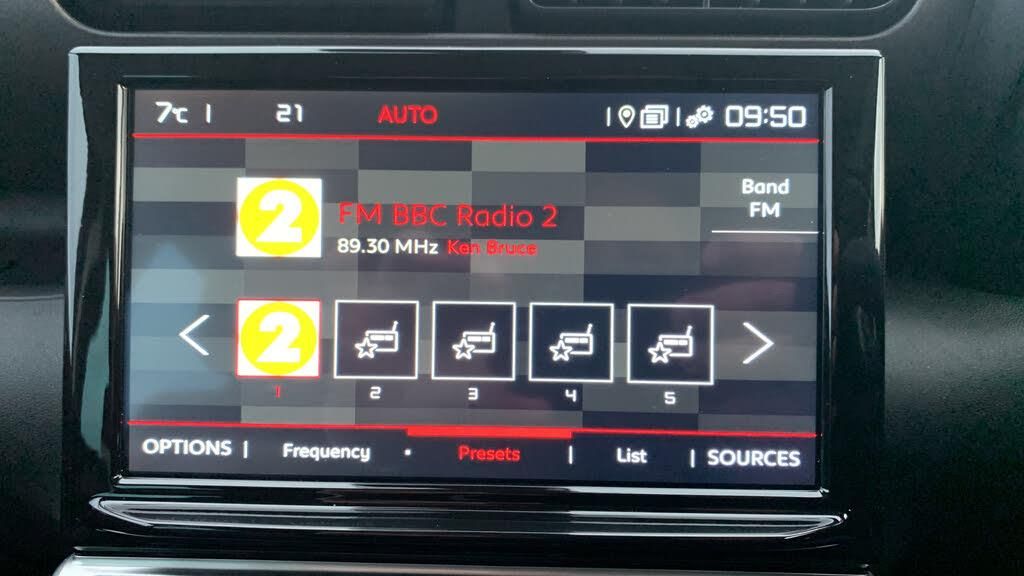 7℃ | 21 AUTO | | 09:50
Band
FM
2 FM BBC Radio 2
89.30 MHz Ken Bruce
2
1 2 3 4 5
OPTIONS | Frequency • Presets | List | SOURCES